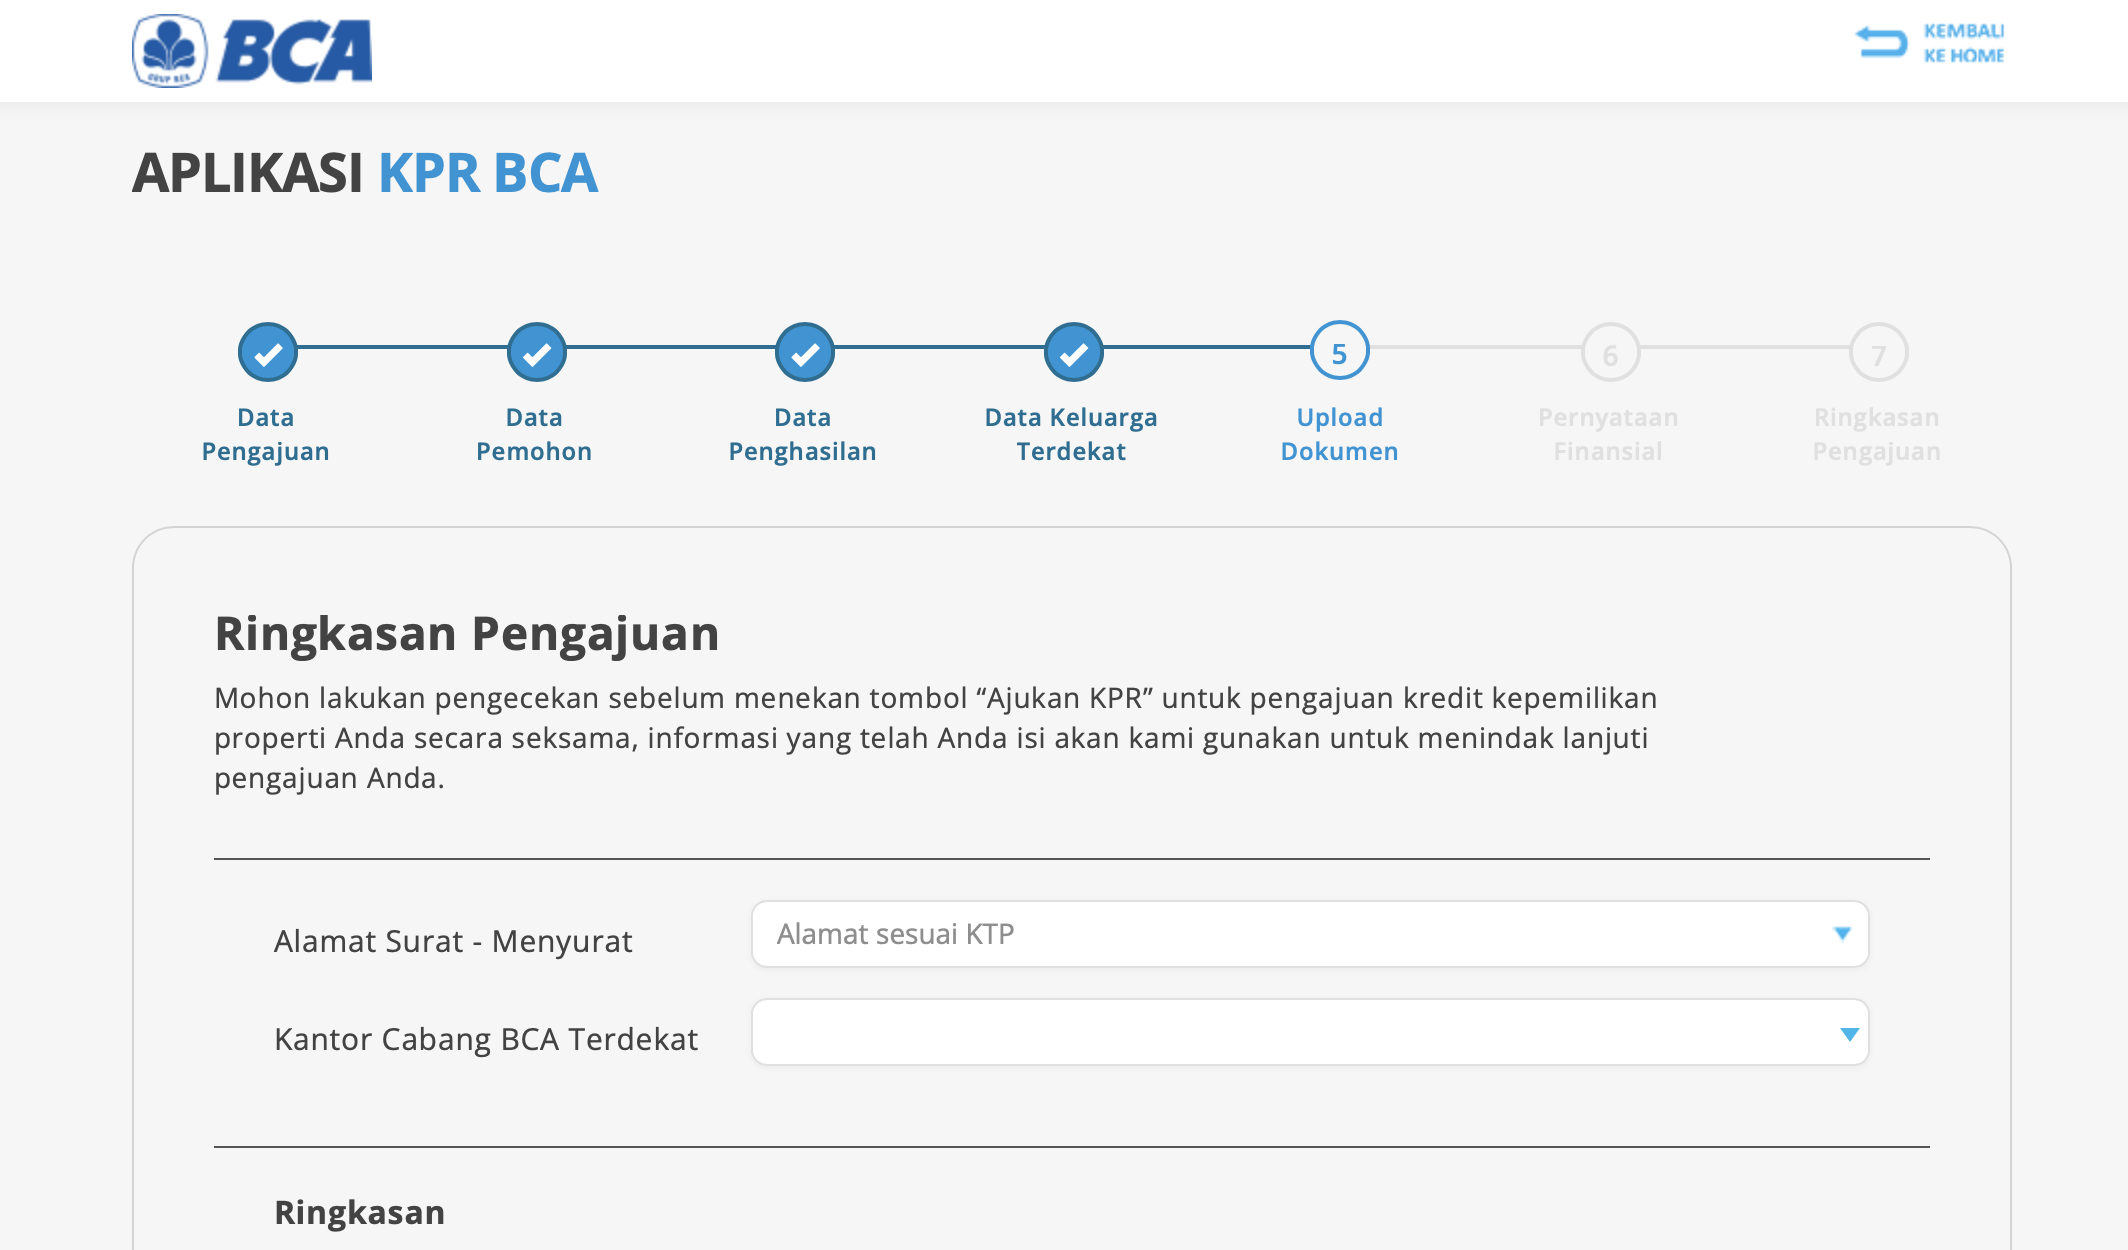 BCA
KEMBALI
KE HOME
APLIKASI KPR BCA
5
6
7
Data
Pengajuan
Data
Pemohon
Data
Penghasilan
Data Keluarga
Terdekat
Upload
Dokumen
Pernyataan
Finansial
Ringkasan
Pengajuan
Ringkasan Pengajuan
Mohon lakukan pengecekan sebelum menekan tombol “Ajukan KPR” untuk pengajuan kredit kepemilikan
properti Anda secara seksama, informasi yang telah Anda isi akan kami gunakan untuk menindak lanjuti
pengajuan Anda.
Alamat Surat - Menyurat
Alamat sesuai KTP
Kantor Cabang BCA Terdekat
Ringkasan